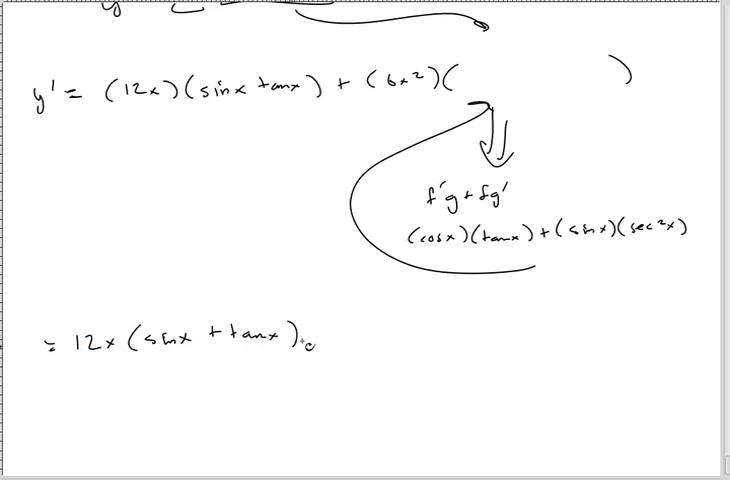 y' = (12x)(sinx tanx) + (6x²)( )
f'g + fg'
(cosx)(tanx) + (sinx)(sec²x)
= 12x (sinx + tanx)